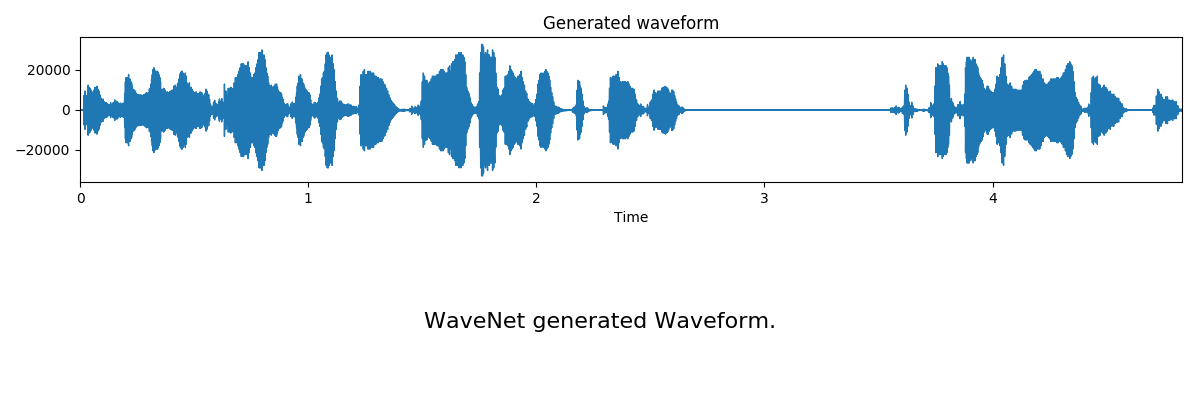 Generated waveform
20000
0
−20000
0 1 2 3 4
Time
WaveNet generated Waveform.